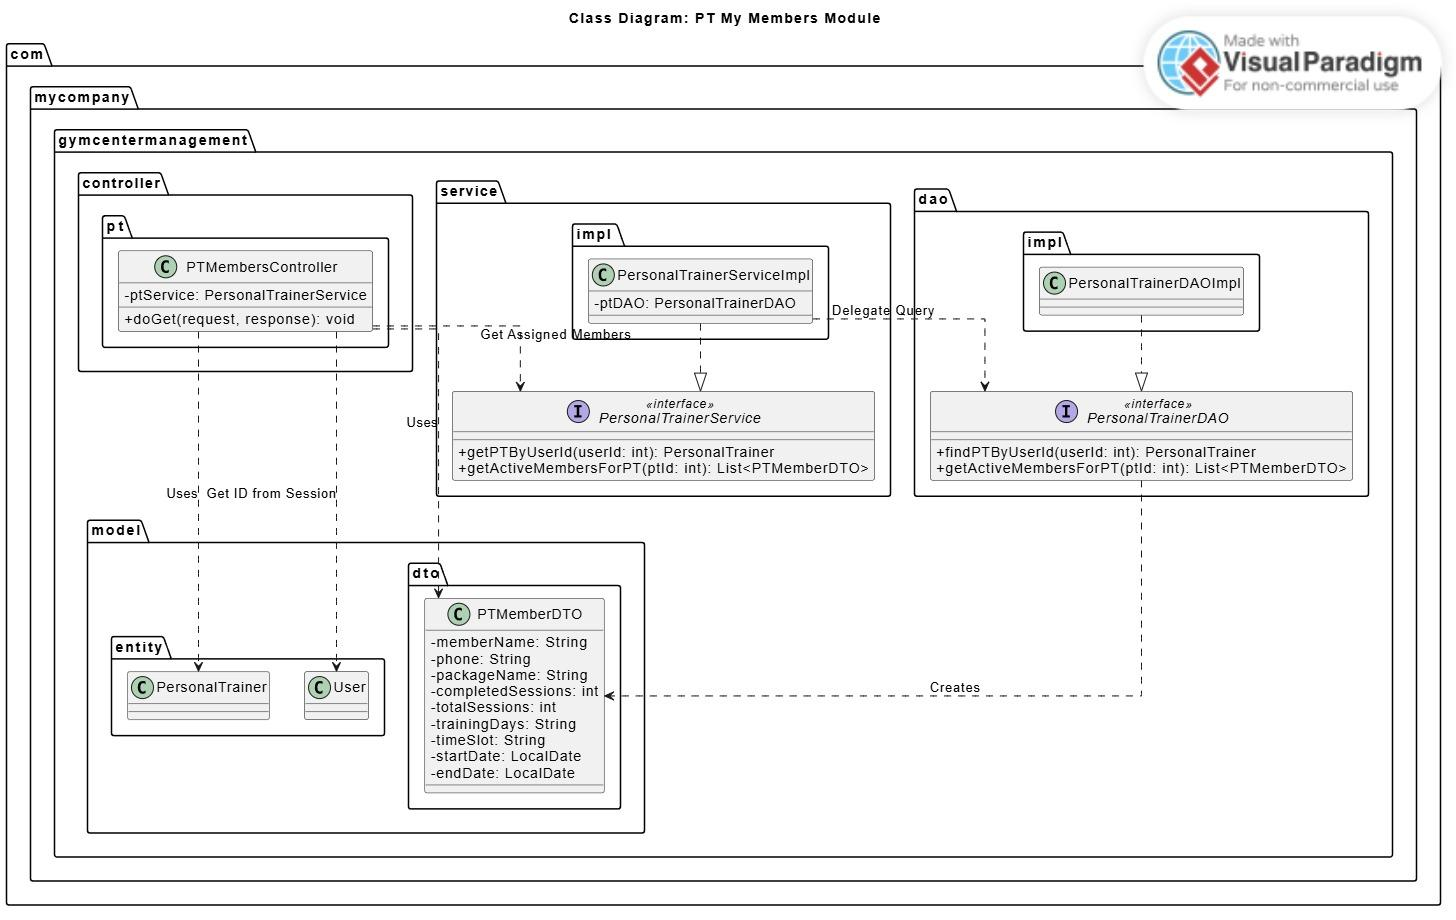 Class Diagram: PT My Members Module
Made with
VisualParadigm
For non-commercial use
com
mycompany
gymcentermanagement
controller
pt
C PTMembersController
-ptService: PersonalTrainerService
+doGet(request, response): void
service
impl
C PersonalTrainerServiceImpl
-ptDAO: PersonalTrainerDAO
dao
impl
C PersonalTrainerDAOImpl
Delegate Query
Get Assigned Members
«interface»
I PersonalTrainerService
+getPTByUserId(userId: int): PersonalTrainer
+getActiveMembersForPT(ptId: int): List<PTMemberDTO>
«interface»
I PersonalTrainerDAO
+findPTByUserId(userId: int): PersonalTrainer
+getActiveMembersForPT(ptId: int): List<PTMemberDTO>
Uses
Uses
Get ID from Session
model
entity
C PersonalTrainer
C User
dto
C PTMemberDTO
-memberName: String
-phone: String
-packageName: String
-completedSessions: int
-totalSessions: int
-trainingDays: String
-timeSlot: String
-startDate: LocalDate
-endDate: LocalDate
Creates